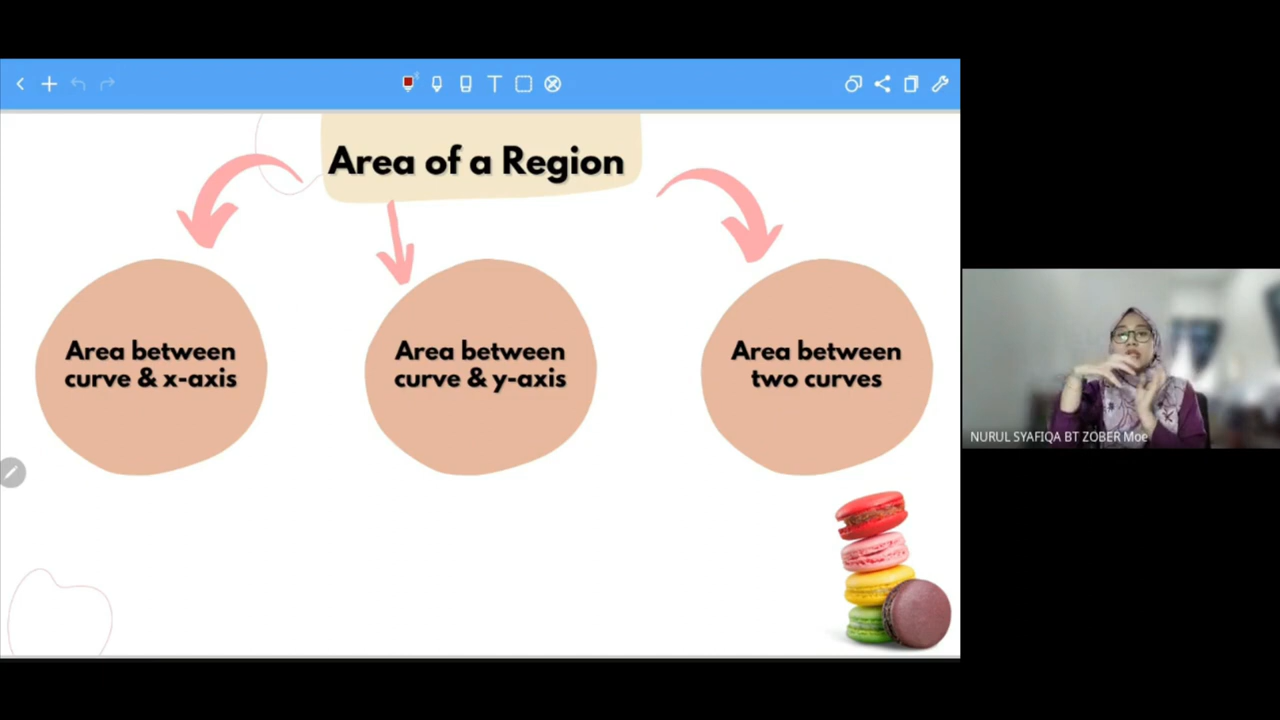 Area of a Region
Area between
curve & x-axis
Area between
curve & y-axis
Area between
two curves
NURUL SYAFIQA BT ZOBER Moe